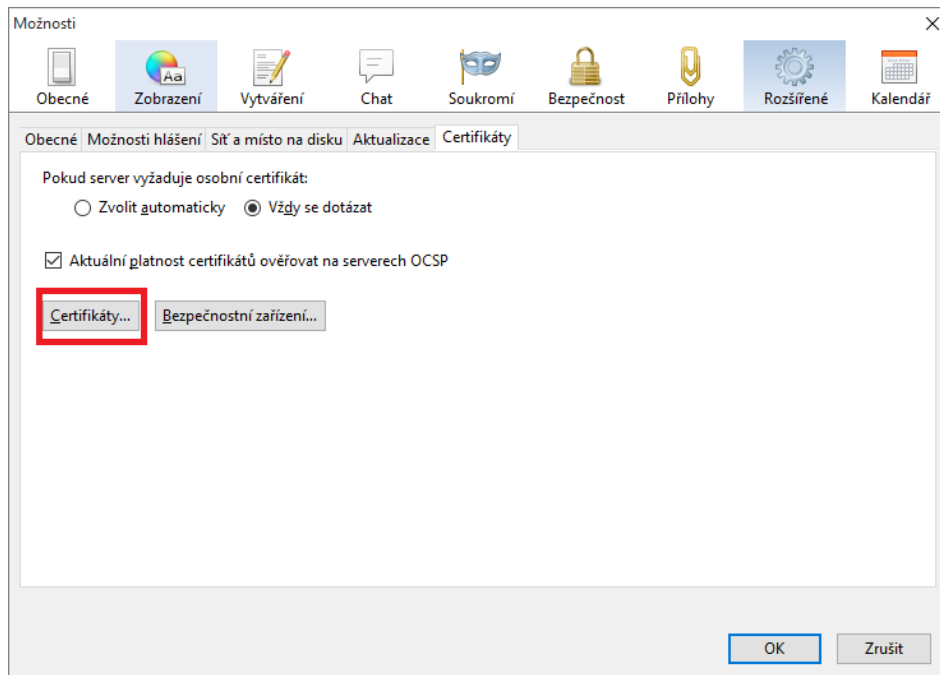 Možnosti
Aa
Obecné Zobrazení Vytváření Chat Soukromí Bezpečnost Přílohy Rozšířené Kalendář
Obecné Možnosti hlášení Síť a místo na disku Aktualizace Certifikáty
Pokud server vyžaduje osobní certifikát:
Zvolit automaticky Vždy se dotázat
Aktuální platnost certifikátů ověřovat na serverech OCSP
Certifikáty... Bezpečnostní zařízení...
OK Zrušit